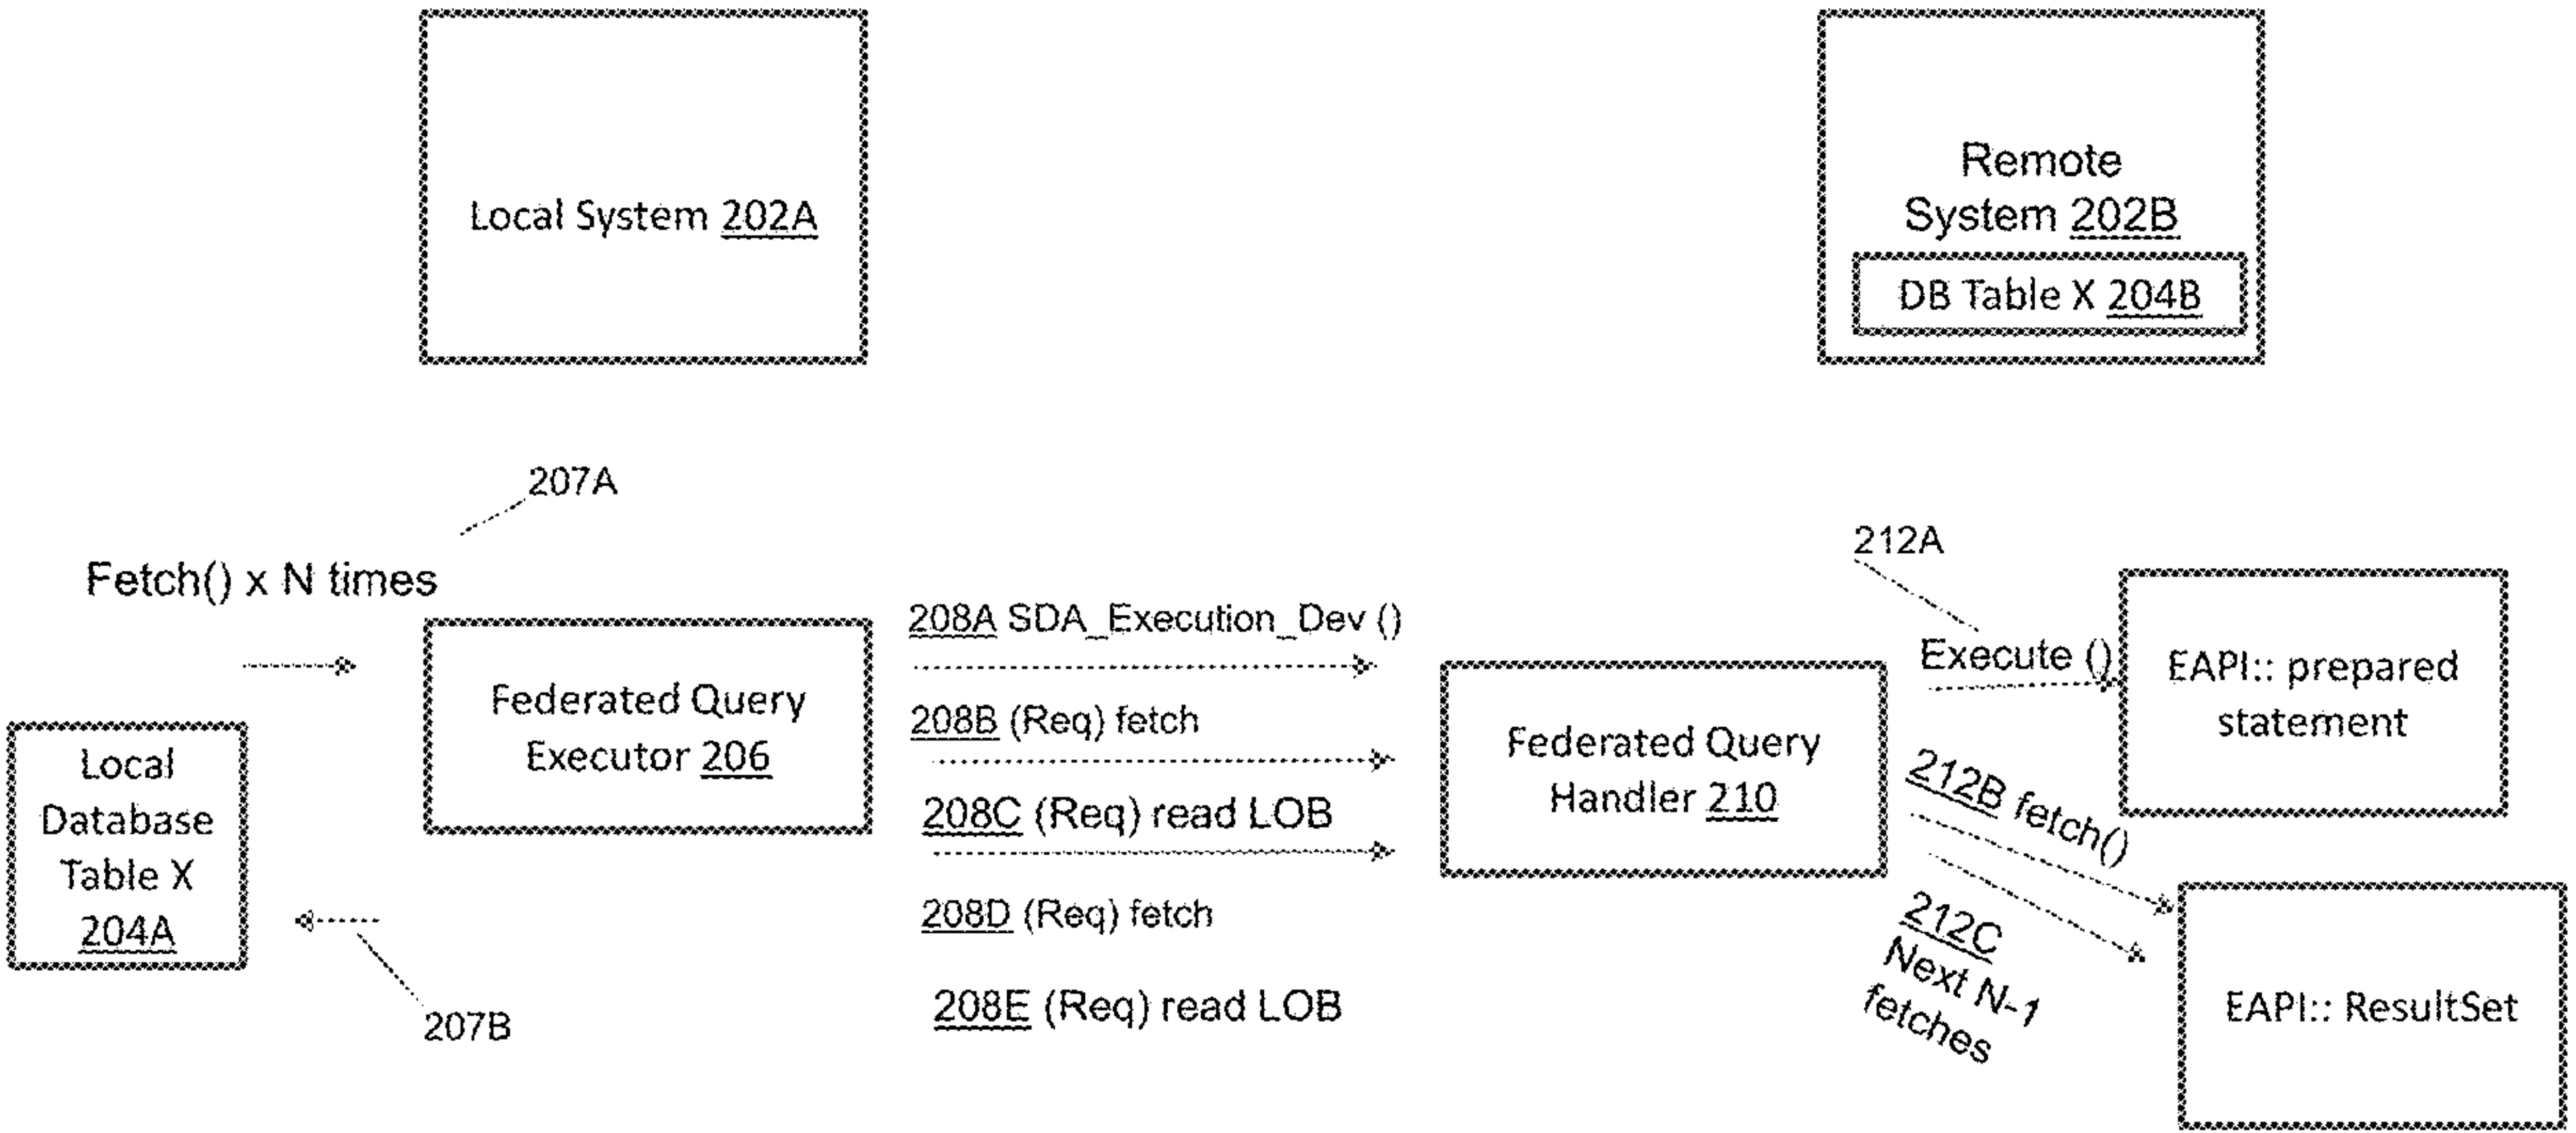 Local System 202A
Remote
System 202B
DB Table X 204B
207A
Fetch() x N times
212A
208A SDA_Execution_Dev ()
Execute ()
EAPI:: prepared
statement
Federated Query
Executor 206
208B (Req) fetch
Federated Query
Handler 210
Local
Database
Table X
204A
208C (Req) read LOB
212B fetch()
208D (Req) fetch
212C
Next N-1
fetches
208E (Req) read LOB
EAPI:: ResultSet
207B